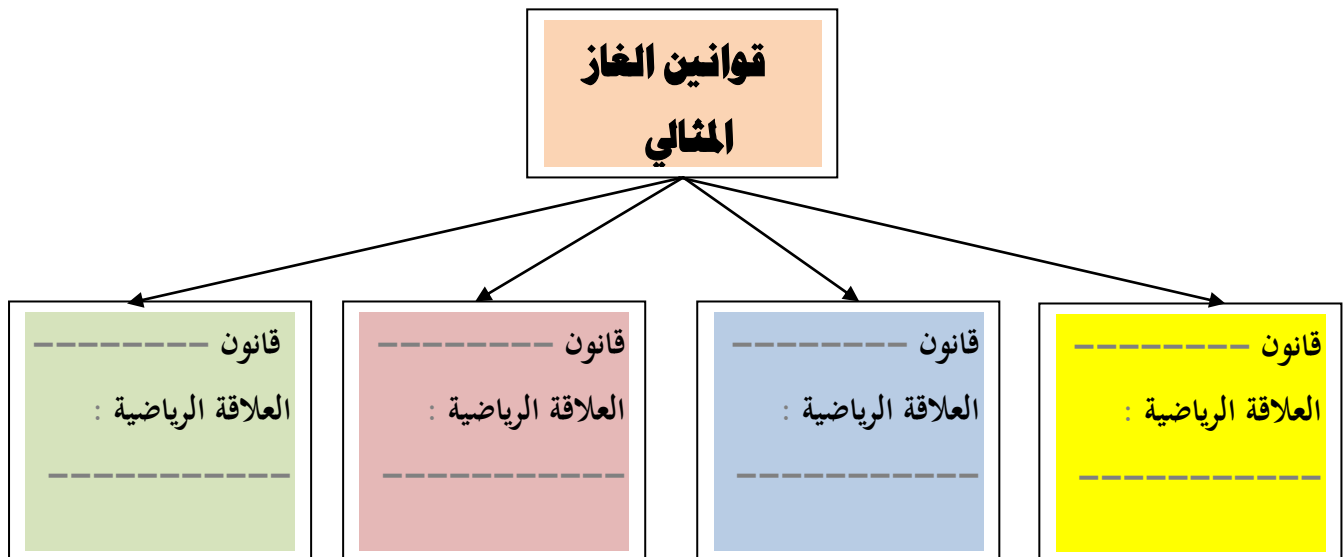 قوانين الغاز
المثالي
قانون --------
العلاقة الرياضية :
-----------
قانون --------
العلاقة الرياضية :
-----------
قانون --------
العلاقة الرياضية :
-----------
قانون --------
العلاقة الرياضية :
-----------